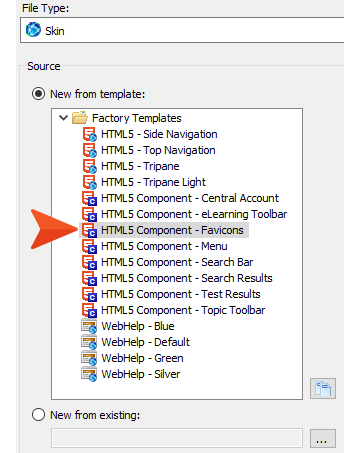 File Type:
Skin
Source
New from template:
Factory Templates
HTML5 - Side Navigation
HTML5 - Top Navigation
HTML5 - Tripane
HTML5 - Tripane Light
HTML5 Component - Central Account
HTML5 Component - eLearning Toolbar
HTML5 Component - Favicons
HTML5 Component - Menu
HTML5 Component - Search Bar
HTML5 Component - Search Results
HTML5 Component - Test Results
HTML5 Component - Topic Toolbar
WebHelp - Blue
WebHelp - Default
WebHelp - Green
WebHelp - Silver
New from existing:
...